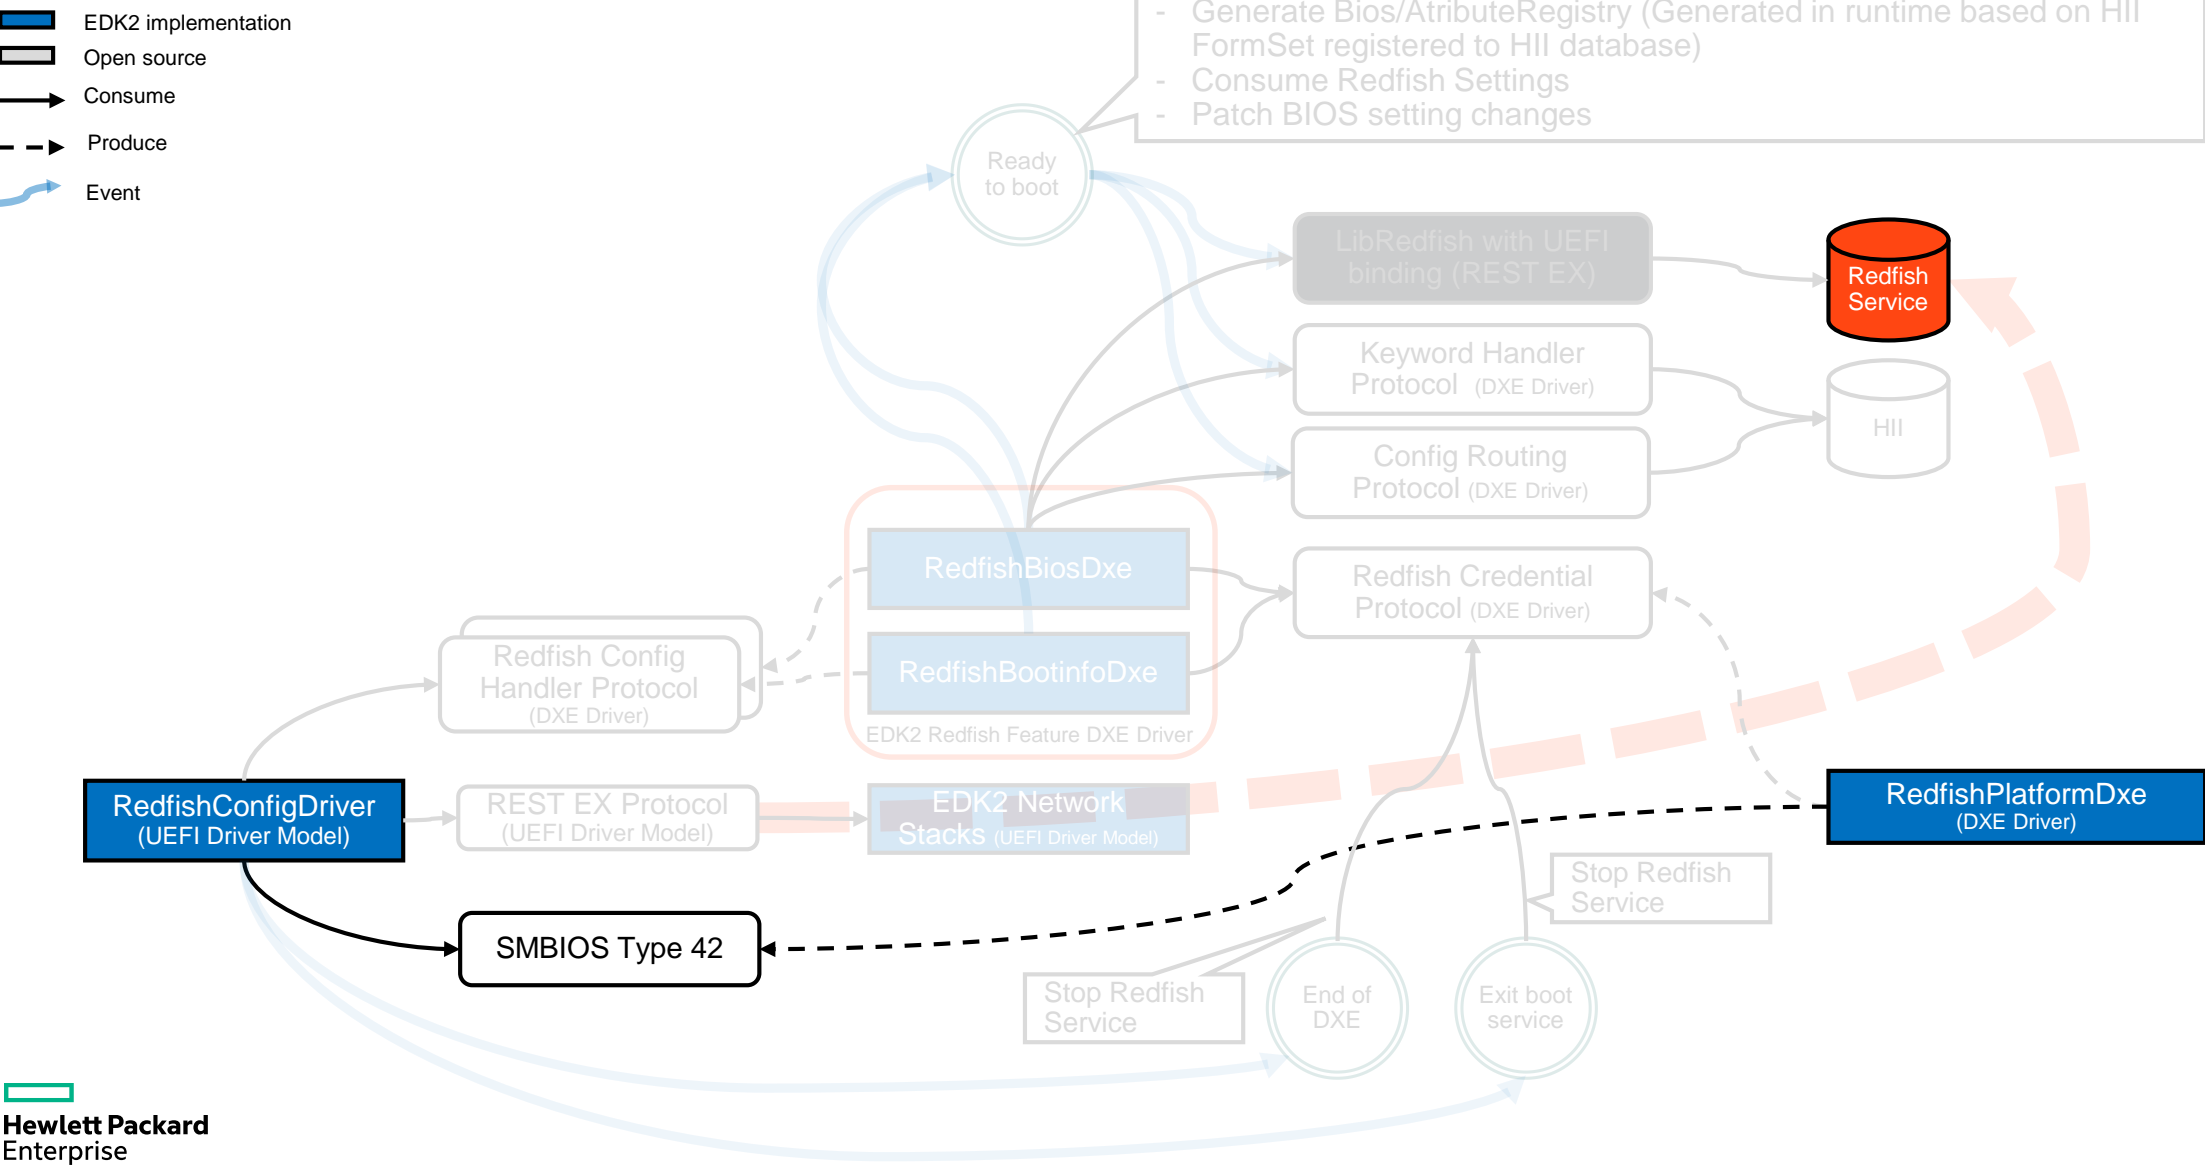 EDK2 implementation
Open source
Consume
Produce
Event
- Generate Bios/AtributeRegistry (Generated in runtime based on HII
FormSet registered to HII database)
- Consume Redfish Settings
- Patch BIOS setting changes
Ready
to boot
LibRedfish with UEFI
binding (REST EX)
Redfish
Service
Keyword Handler
Protocol (DXE Driver)
HII
Config Routing
Protocol (DXE Driver)
RedfishBiosDxe
Redfish Credential
Protocol (DXE Driver)
Redfish Config
Handler Protocol
(DXE Driver)
RedfishBootinfoDxe
EDK2 Redfish Feature DXE Driver
RedfishConfigDriver
(UEFI Driver Model)
REST EX Protocol
(UEFI Driver Model)
EDK2 Network
Stacks (UEFI Driver Model)
RedfishPlatformDxe
(DXE Driver)
Stop Redfish
Service
SMBIOS Type 42
Stop Redfish
Service
End of
DXE
Exit boot
service
Hewlett Packard
Enterprise